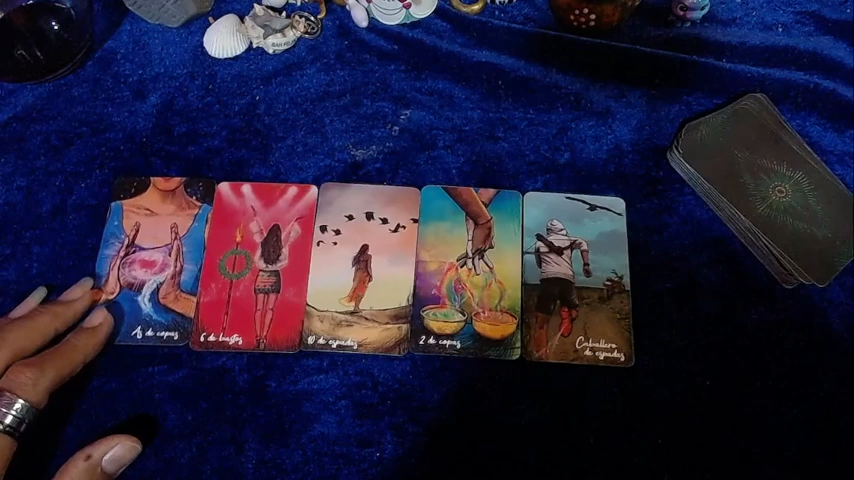 As de copas
6 de bastos
10 de espadas
2 de copas
Caballero
de espadas